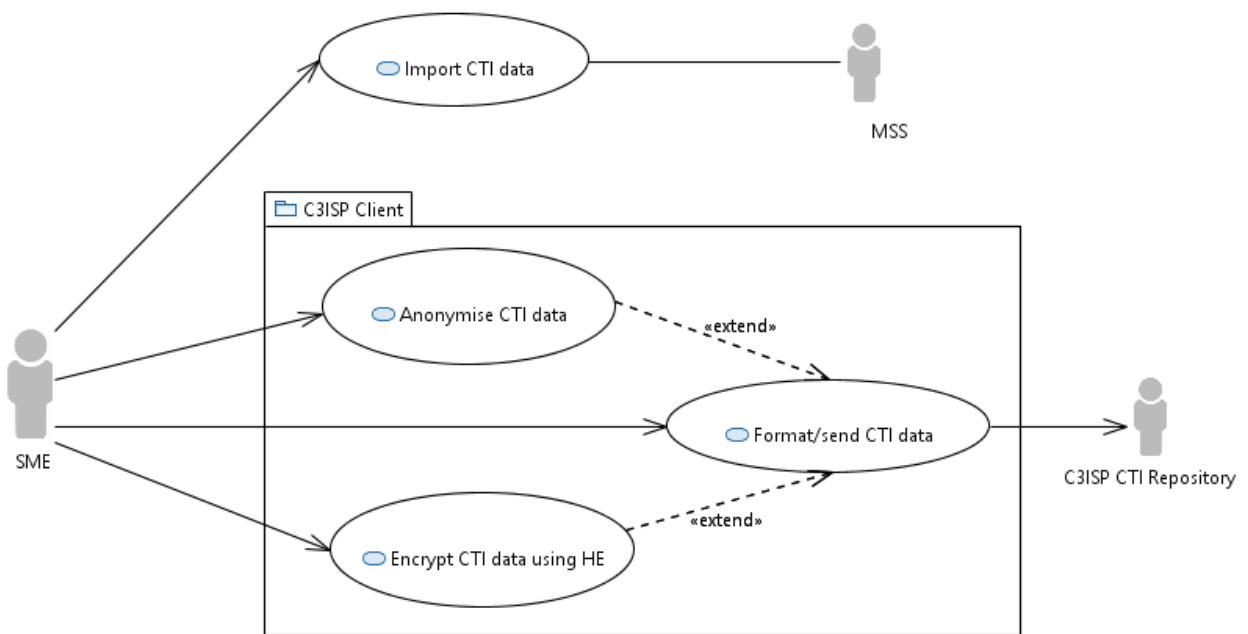 Import CTI data
MSS
C3ISP Client
Anonymise CTI data
«extend»
Format/send CTI data
SME
C3ISP CTI Repository
«extend»
Encrypt CTI data using HE